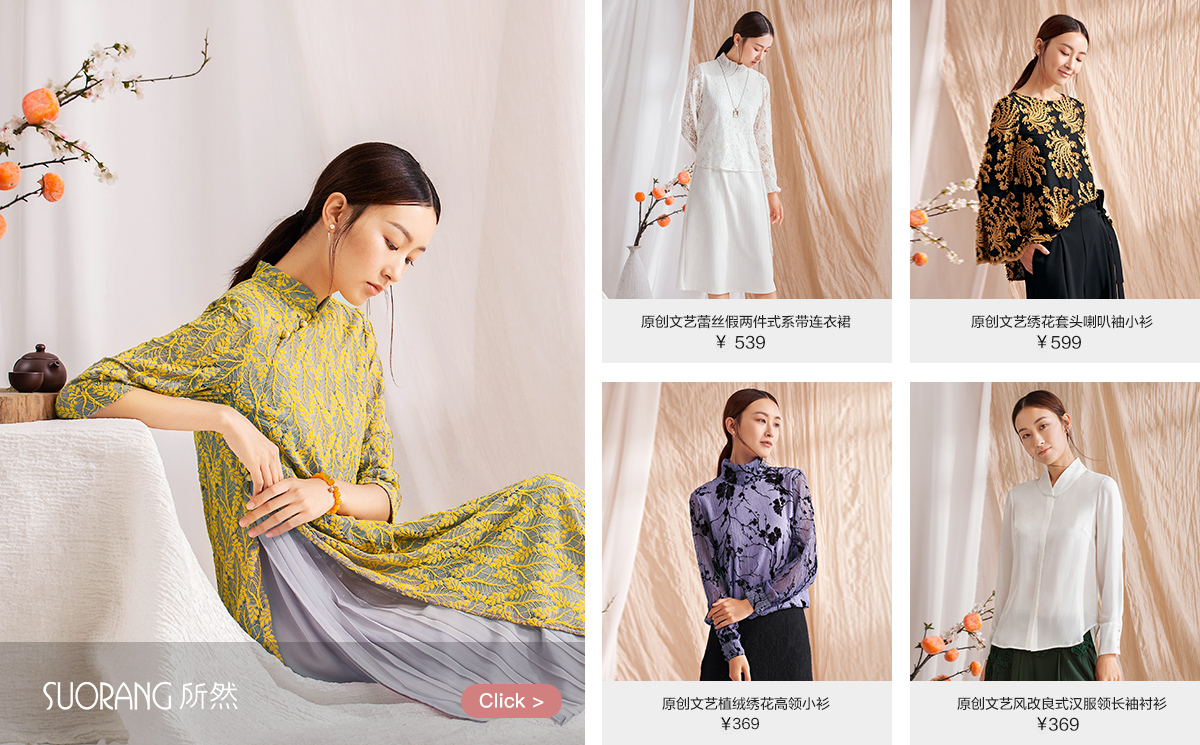 SUORANG 所然
Click >
原创文艺蕾丝假两件式系带连衣裙
¥ 539
原创文艺绣花套头喇叭袖小衫
¥599
原创文艺植绒绣花高领小衫
¥369
原创文艺风改良式汉服领长袖衬衫
¥369